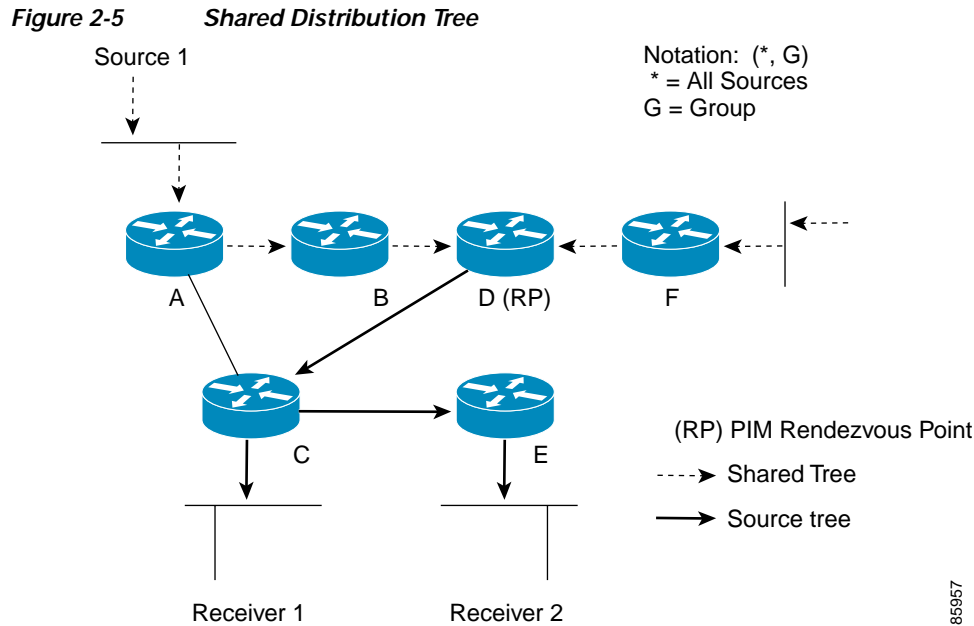 Figure 2-5 Shared Distribution Tree
Source 1
Notation: (*, G)
* = All Sources
G = Group
A
B
D (RP)
F
C
E
(RP) PIM Rendezvous Point
Shared Tree
Source tree
Receiver 1
Receiver 2
85957